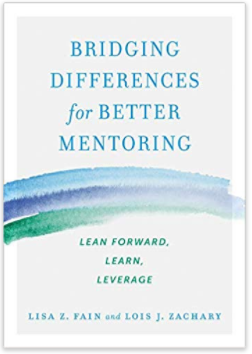 BRIDGING
DIFFERENCES
for BETTER
MENTORING
LEAN FORWARD,
LEARN,
LEVERAGE
LISA Z. FAIN and LOIS J. ZACHARY